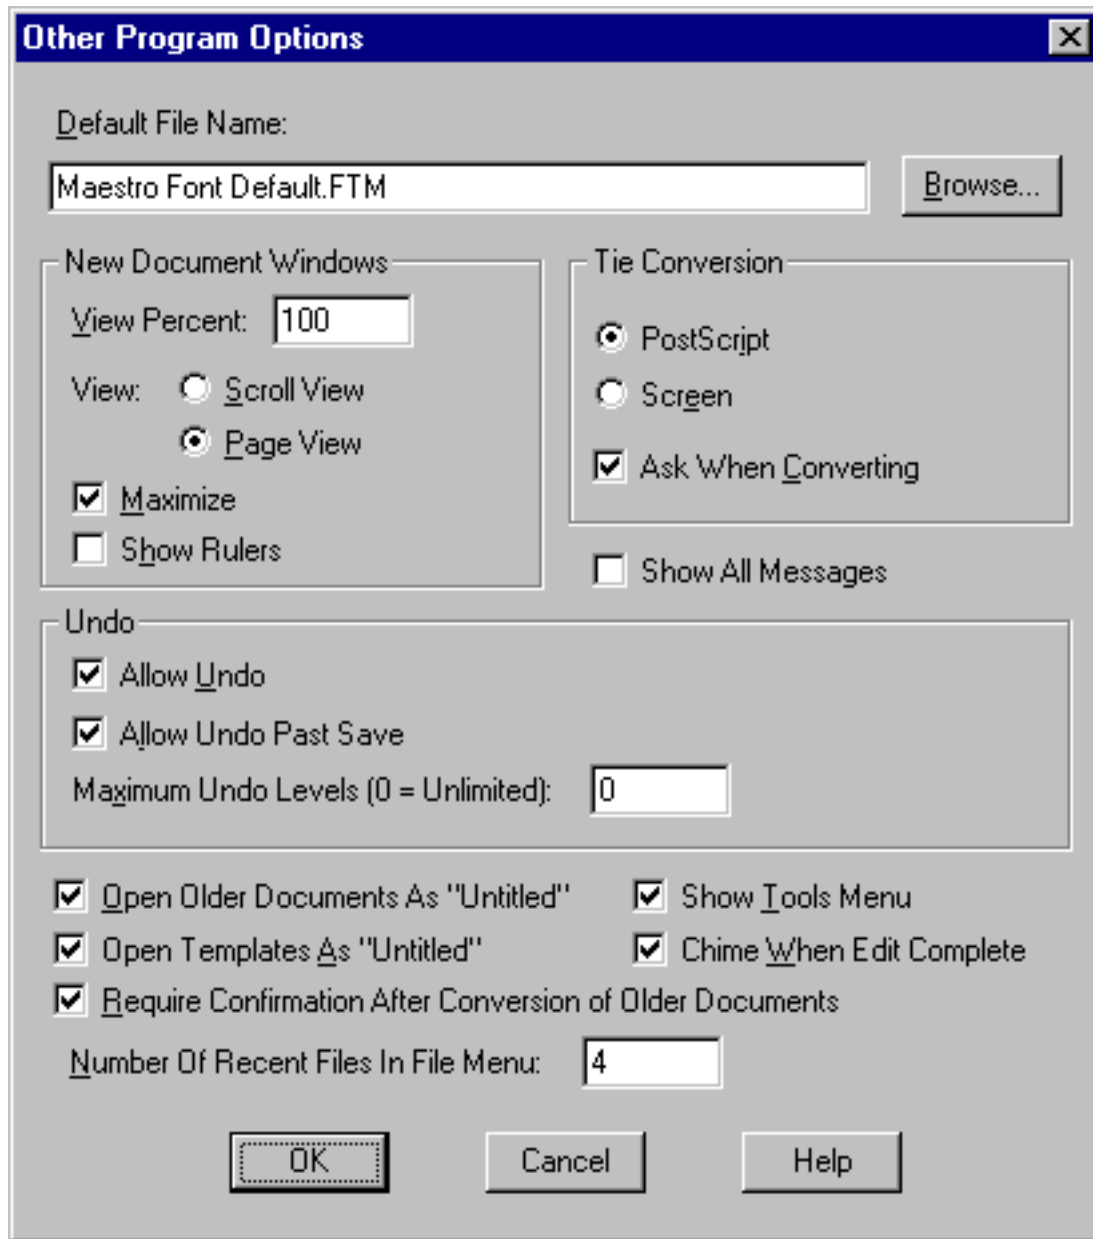 Other Program Options
Default File Name:
Maestro Font Default.FTM
Browse...
New Document Windows
View Percent: 100
View: Scroll View
Page View
Maximize
Show Rulers
Tie Conversion
PostScript
Screen
Ask When Converting
Show All Messages
Undo
Allow Undo
Allow Undo Past Save
Maximum Undo Levels (0 = Unlimited): 0
Open Older Documents As "Untitled"
Show Tools Menu
Open Templates As "Untitled"
Chime When Edit Complete
Require Confirmation After Conversion of Older Documents
Number Of Recent Files In File Menu: 4
OK
Cancel
Help